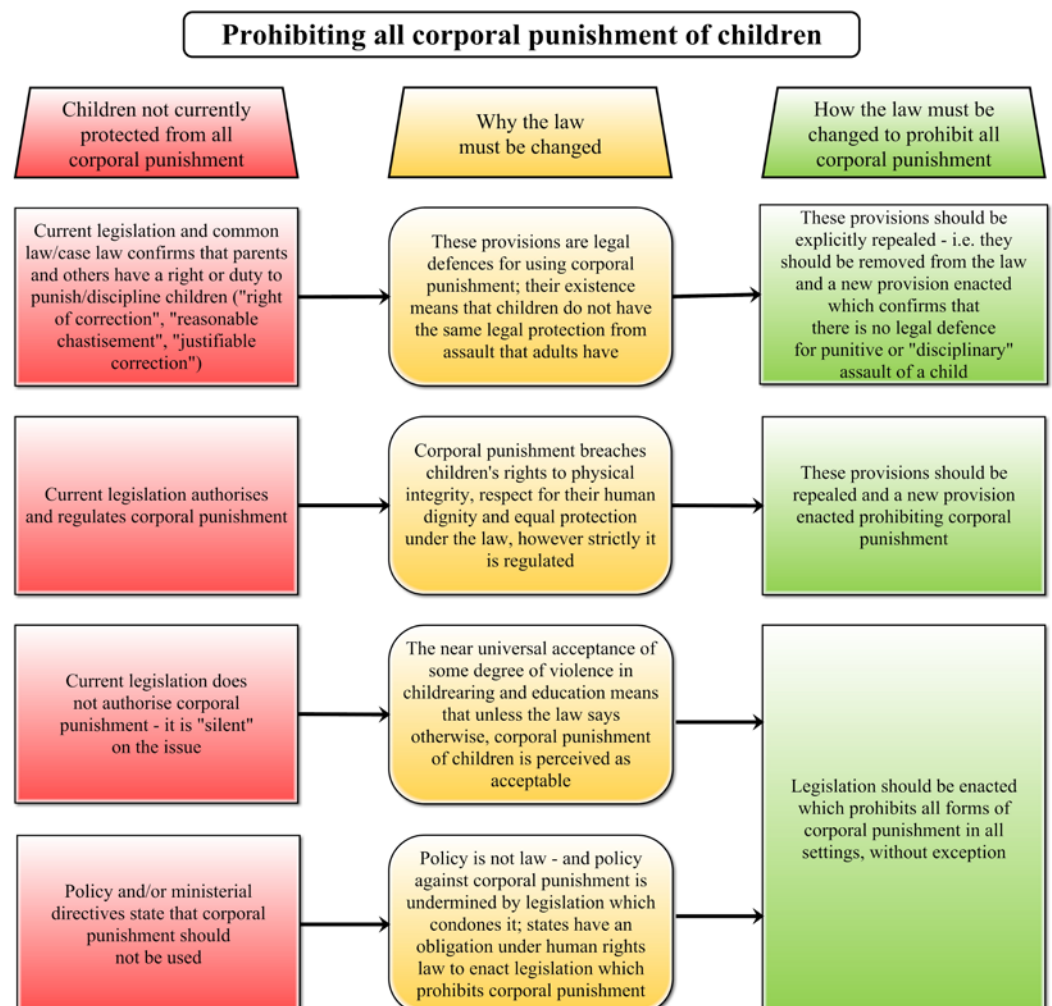 Prohibiting all corporal punishment of children
Children not currently
protected from all
corporal punishment
Why the law
must be changed
How the law must be
changed to prohibit all
corporal punishment
Current legislation and common
law/case law confirms that parents
and others have a right or duty to
punish/discipline children ("right
of correction", "reasonable
chastisement", "justifiable
correction")
These provisions are legal
defences for using corporal
punishment; their existence
means that children do not have
the same legal protection from
assault that adults have
These provisions should be
explicitly repealed - i.e. they
should be removed from the law
and a new provision enacted
which confirms that
there is no legal defence
for punitive or "disciplinary"
assault of a child
Current legislation authorises
and regulates corporal punishment
Corporal punishment breaches
children's rights to physical
integrity, respect for their human
dignity and equal protection
under the law, however strictly it
is regulated
These provisions should be
repealed and a new provision
enacted prohibiting corporal
punishment
Current legislation does
not authorise corporal
punishment - it is "silent"
on the issue
The near universal acceptance of
some degree of violence in
childrearing and education means
that unless the law says
otherwise, corporal punishment
of children is perceived as
acceptable
Legislation should be enacted
which prohibits all forms of
corporal punishment in all
settings, without exception
Policy and/or ministerial
directives state that corporal
punishment should
not be used
Policy is not law - and policy
against corporal punishment is
undermined by legislation which
condones it; states have an
obligation under human rights
law to enact legislation which
prohibits corporal punishment